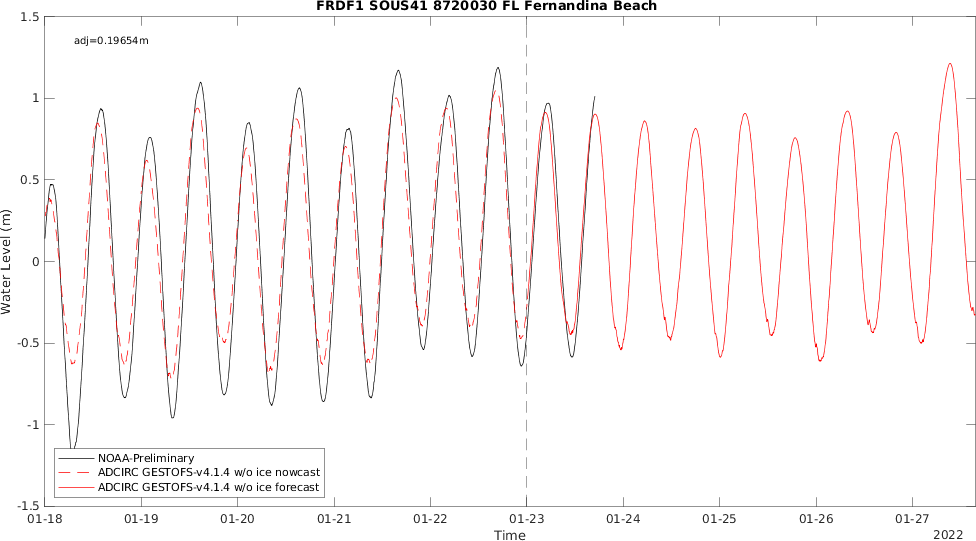 FRDF1 SOUS41 8720030 FL Fernandina Beach
adj=0.19654m
Water Level (m)
1.5
1
0.5
0
-0.5
-1
-1.5
NOAA-Preliminary
ADCIRC GESTOFS-v4.1.4 w/o ice nowcast
ADCIRC GESTOFS-v4.1.4 w/o ice forecast
01-18 01-19 01-20 01-21 01-22 01-23 01-24 01-25 01-26 01-27
Time
2022